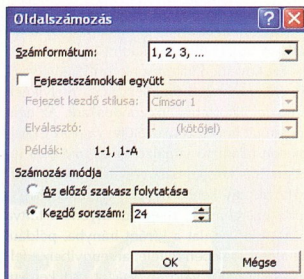 Oldalszámozás
Számformátum: 1, 2, 3, ...
Fejezetszámokkal együtt
Fejezet kezdő stílusa: Címsor 1
Elválasztó: - (kötőjel)
Példák: 1-1, 1-A
Számozás módja
Az előző szakasz folytatása
Kezdő sorszám: 24
OK Mégse